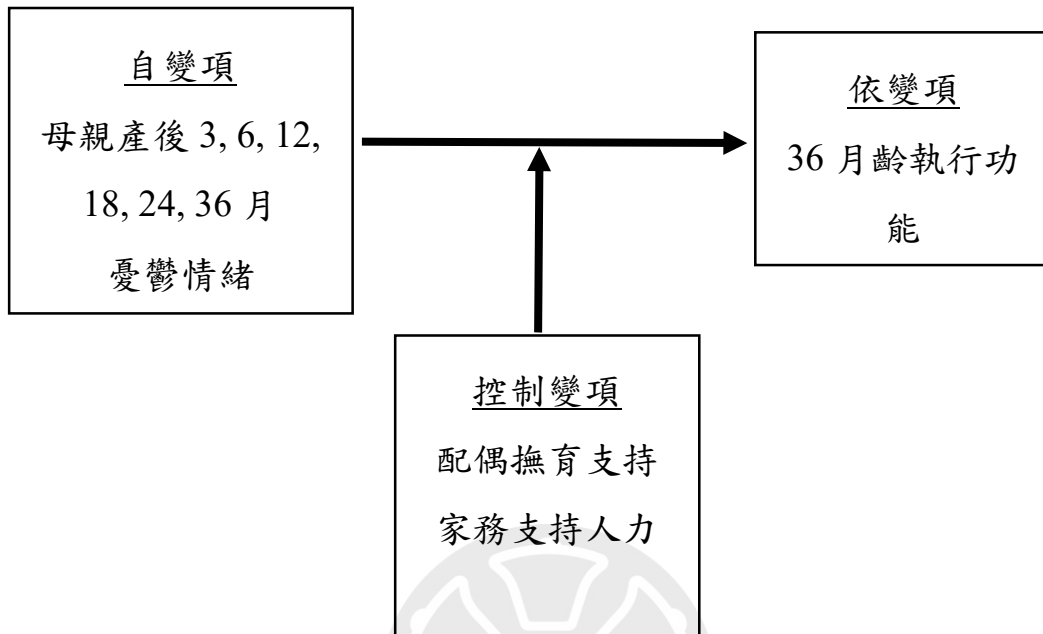 自變項
母親產後 3, 6, 12,
18, 24, 36 月
憂鬱情緒
依變項
36 月齡執行功
能
控制變項
配偶撫育支持
家務支持人力